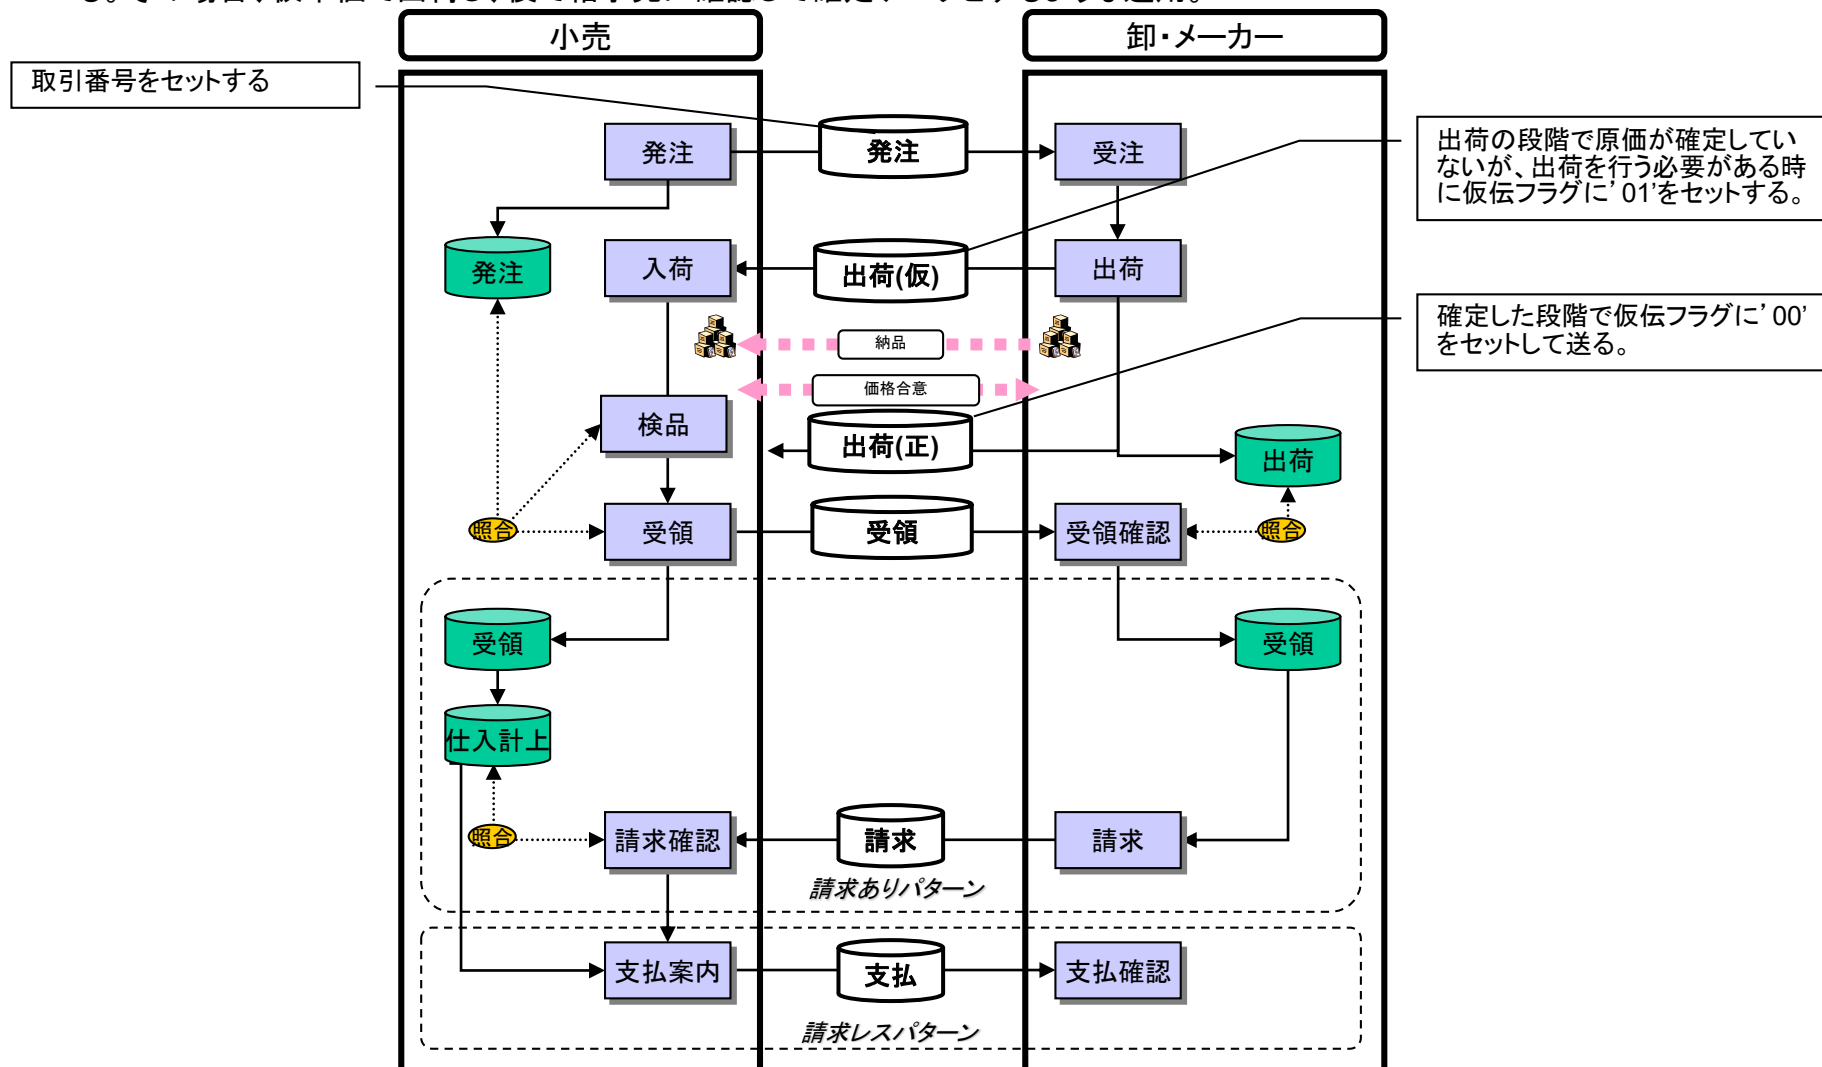 小売
卸・メーカー
取引番号をセットする
発注
発注
受注
出荷の段階で原価が確定してい
ないが、出荷を行う必要がある時
に仮伝フラグに’01’をセットする。
発注
入荷
出荷(仮)
出荷
確定した段階で仮伝フラグに’00’
をセットして送る。
納品
価格合意
検品
出荷(正)
出荷
照合
受領
受領
受領確認
照合
受領
受領
仕入計上
照合
請求確認
請求
請求
請求ありパターン
支払案内
支払
支払確認
請求レスパターン